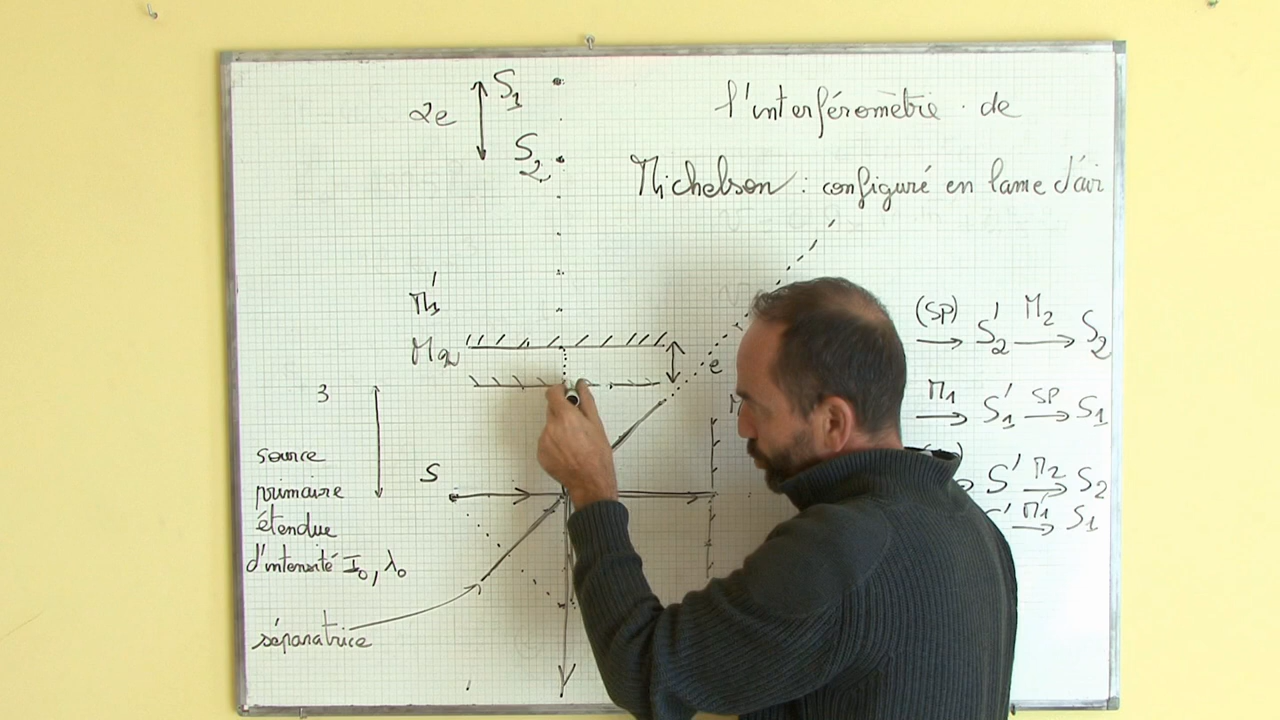 l'interféromètre de
Michelson : configuré en lame d'air
S1
2e
S2
M'1
M2
e
3
S
source
primaire
étendue
d'intensité I0, λ0
séparatrice
(SP) → S'2 M2 → S2
M1 → S'1 SP → S1
S' M2 → S2
M'1 → S1